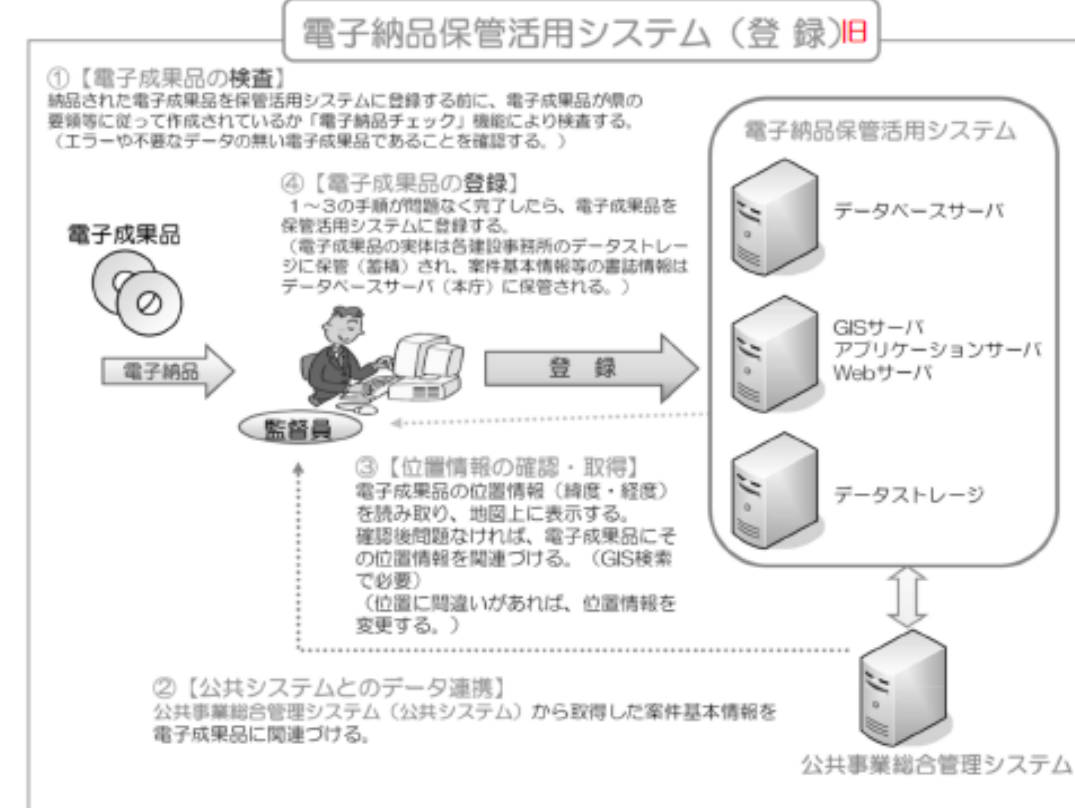 電子納品保管活用システム（登 録）旧
①【電子成果品の検査】
納品された電子成果品を保管活用システムに登録する前に、電子成果品が県の
要領等に従って作成されているか「電子納品チェック」機能により検査する。
（エラーや不要なデータの無い電子成果品であることを確認する。）
電子納品保管活用システム
④【電子成果品の登録】
１～３の手順が問題なく完了したら、電子成果品を
保管活用システムに登録する。
（電子成果品の実体は各建設事務所のデータストレー
ジに保管（蓄積）され、案件基本情報等の書誌情報は
データベースサーバ（本庁）に保管される。）
データベースサーバ
電子成果品
電子納品
登 録
GISサーバ
アプリケーションサーバ
Webサーバ
監督員
③【位置情報の確認・取得】
電子成果品の位置情報（緯度・経度）
を読み取り、地図上に表示する。
確認後問題なければ、電子成果品にそ
の位置情報を関連づける。（GIS検索
で必要）
（位置に間違いがあれば、位置情報を
変更する。）
データストレージ
②【公共システムとのデータ連携】
公共事業総合管理システム（公共システム）から取得した案件基本情報を
電子成果品に関連づける。
公共事業総合管理システム